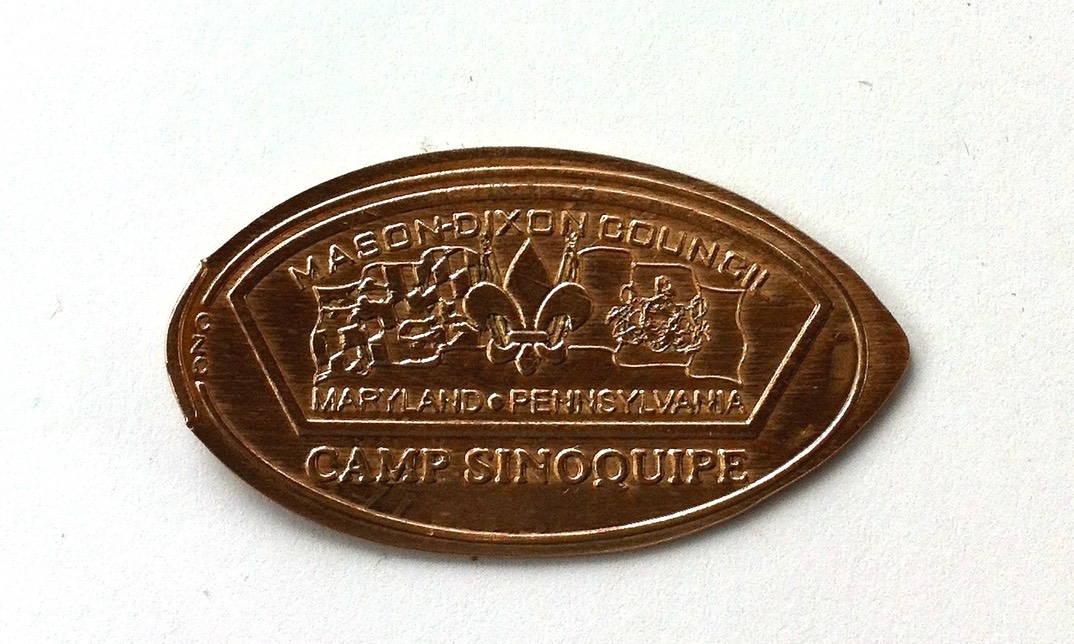 MASON-DIXON COUNCIL
MARYLAND • PENNSYLVANIA
CAMP SINOQUIPE